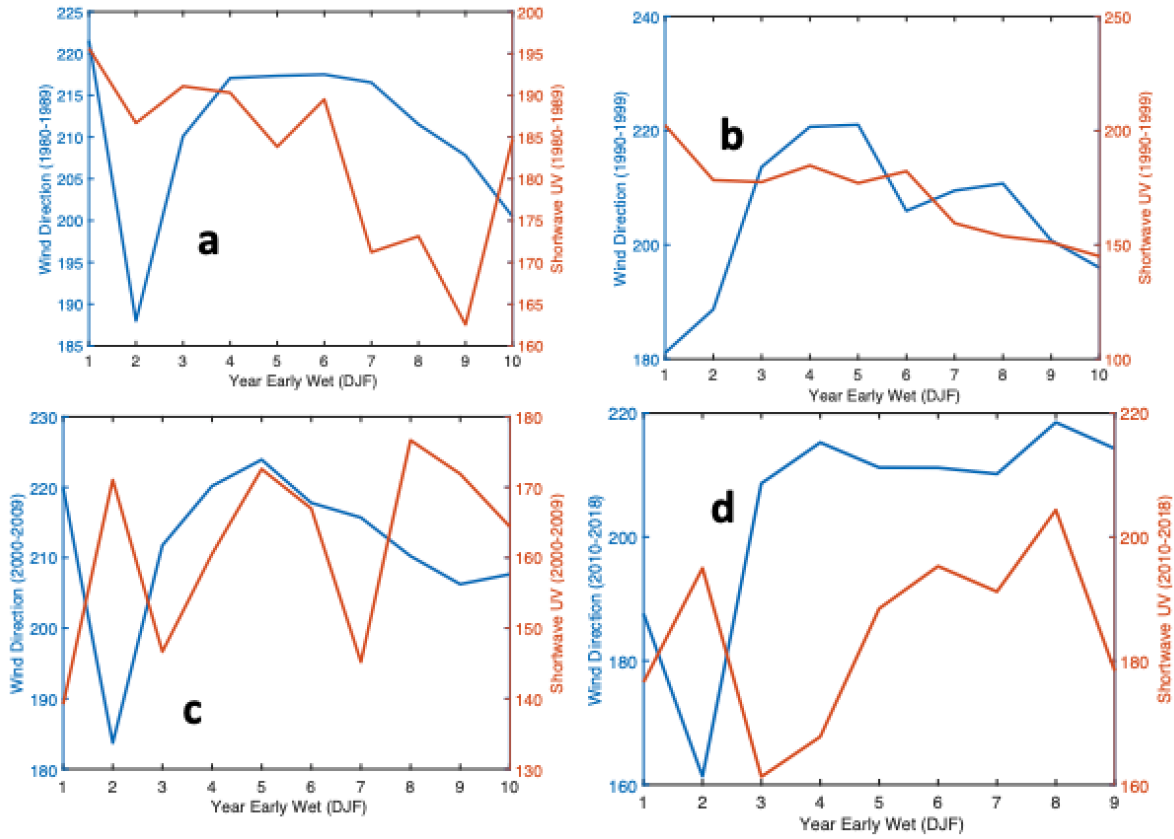 225
220
215
210
205
200
195
190
185
Wind Direction (1980-1989)
a
200
195
190
185
180
175
170
165
160
Shortwave UV (1980-1989)
1 2 3 4 5 6 7 8 9 10
Year Early Wet (DJF)
240
220
200
180
Wind Direction (1990-1999)
b
250
200
150
100
Shortwave UV (1990-1999)
1 2 3 4 5 6 7 8 9 10
Year Early Wet (DJF)
230
220
210
200
190
180
Wind Direction (2000-2009)
c
180
170
160
150
140
130
Shortwave UV (2000-2009)
1 2 3 4 5 6 7 8 9 10
Year Early Wet (DJF)
220
200
180
160
Wind Direction (2010-2018)
d
220
200
180
160
Shortwave UV (2010-2018)
1 2 3 4 5 6 7 8 9
Year Early Wet (DJF)